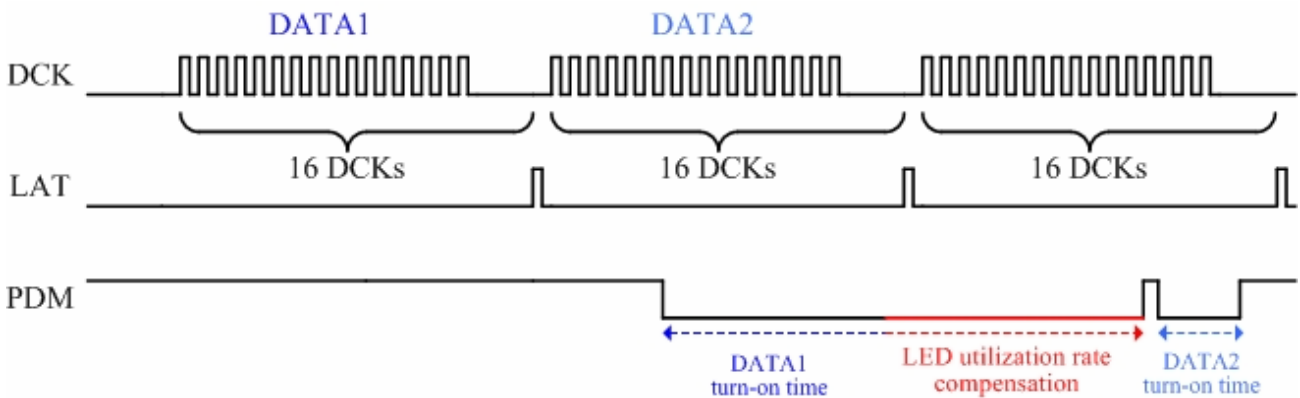 DATA1 DATA2
DCK
16 DCKs 16 DCKs 16 DCKs
LAT
PDM
DATA1
turn-on time
LED utilization rate
compensation
DATA2
turn-on time